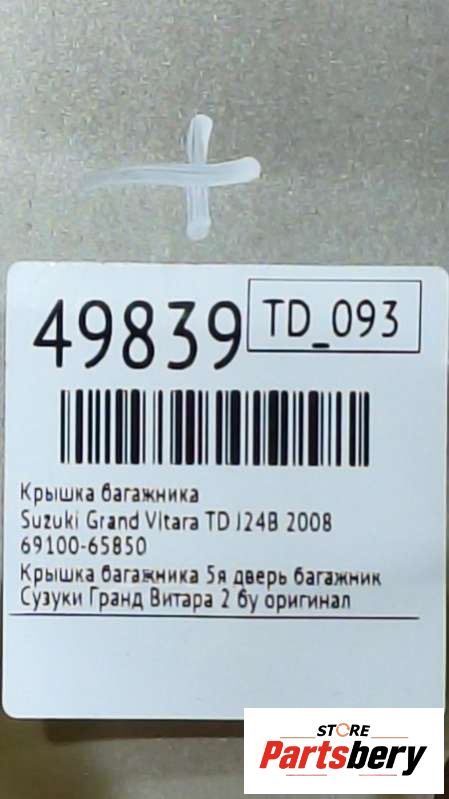 49839 TD_093
Крышка багажника
Suzuki Grand Vitara TD J24B 2008
69100-65850
Крышка багажника 5я дверь багажник
Сузуки Гранд Витара 2 бу оригинал
STORE
Partsbery